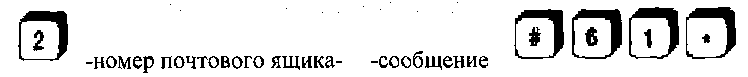 2 -номер почтового ящика- -сообщение # 6 1 *